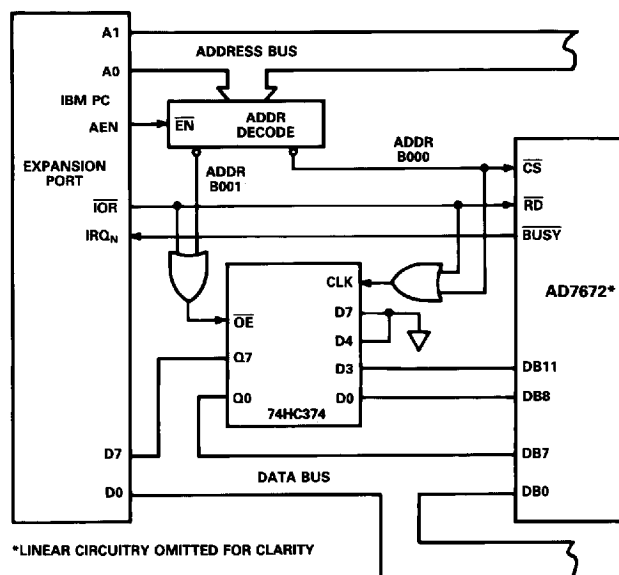 A1
ADDRESS BUS
A0
IBM PC
AEN
EN
ADDR
DECODE
ADDR
B000
EXPANSION
PORT
ADDR
B001
CS
IOR
RD
IRQN
BUSY
CLK
AD7672*
D7
OE
D4
Q7
D3
DB11
Q0
D0
DB8
74HC374
D7
DB7
DATA BUS
D0
DB0
*LINEAR CIRCUITRY OMITTED FOR CLARITY